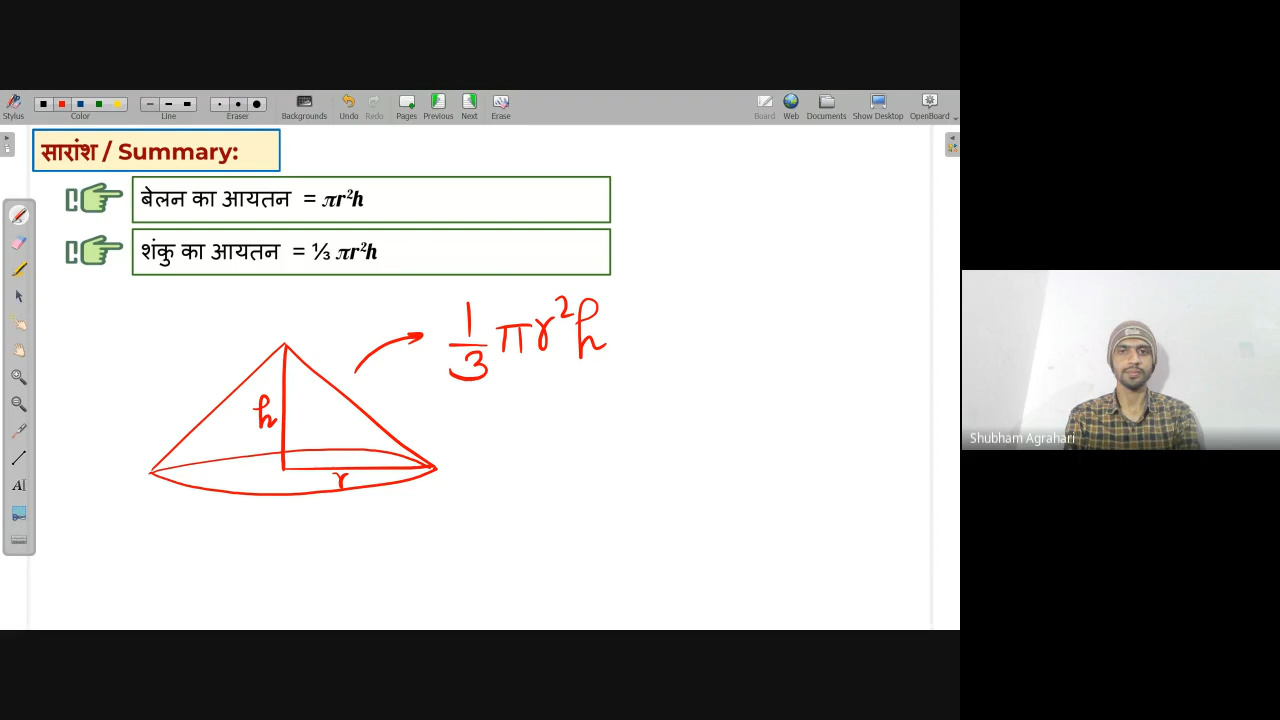 Stylus
Color
Line
Eraser
Backgrounds
Undo
Redo
Pages
Previous
Next
Erase
Board
Web
Documents
Show Desktop
OpenBoard
सारांश / Summary:
बेलन का आयतन = πr²h
शंकु का आयतन = ⅓ πr²h
1/3 πr²h
h
r
AI
Shubham Agrahari